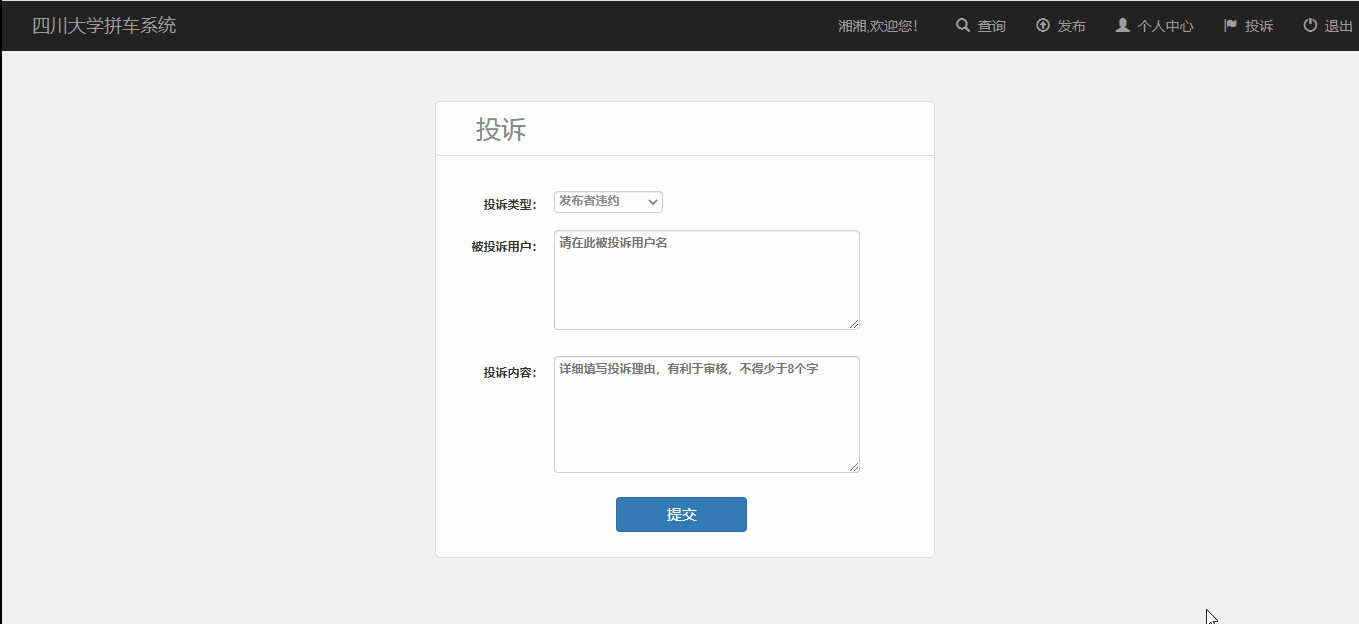 四川大学拼车系统
湘湘,欢迎您!
查询
发布
个人中心
投诉
退出
投诉
投诉类型：
发布者违约
被投诉用户：
请在此被投诉用户名
投诉内容：
详细填写投诉理由，有利于审核，不得少于8个字
提交